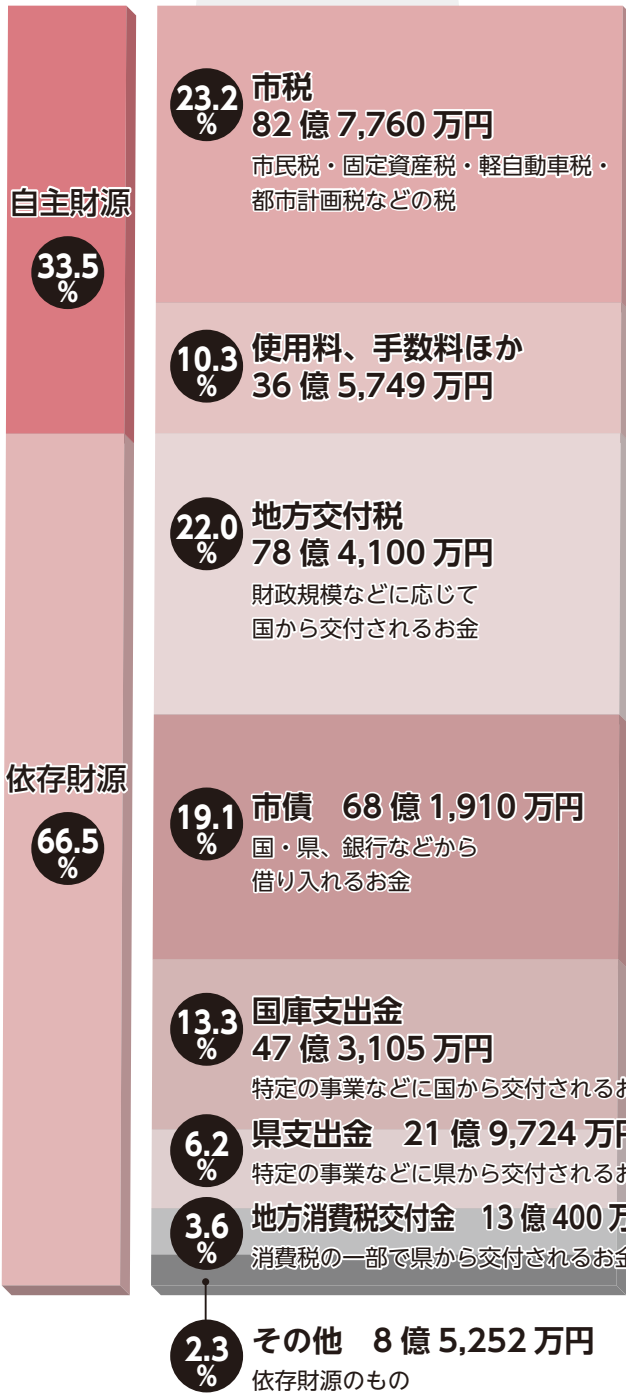 自主財源
33.5
%
依存財源
66.5
%
23.2
%
市税
82 億 7,760 万円
市民税・固定資産税・軽自動車税・
都市計画税などの税
10.3
%
使用料、手数料ほか
36 億 5,749 万円
22.0
%
地方交付税
78 億 4,100 万円
財政規模などに応じて
国から交付されるお金
19.1
%
市債　68 億 1,910 万円
国・県、銀行などから
借り入れるお金
13.3
%
国庫支出金
47 億 3,105 万円
特定の事業などに国から交付されるお
6.2
%
県支出金　21 億 9,724 万円
特定の事業などに県から交付されるお
3.6
%
地方消費税交付金　13 億 400 万
消費税の一部で県から交付されるお金
2.3
%
その他　8 億 5,252 万円
依存財源のもの